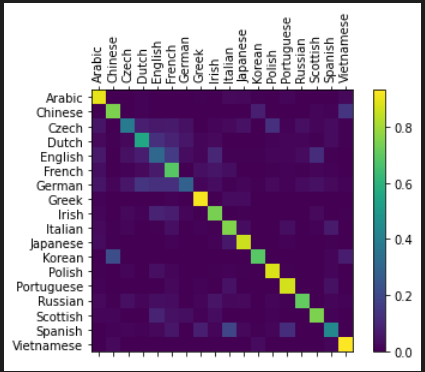 Arabic
Chinese
Czech
Dutch
English
French
German
Greek
Irish
Italian
Japanese
Korean
Polish
Portuguese
Russian
Scottish
Spanish
Vietnamese
Arabic
Chinese
Czech
Dutch
English
French
German
Greek
Irish
Italian
Japanese
Korean
Polish
Portuguese
Russian
Scottish
Spanish
Vietnamese
0.8
0.6
0.4
0.2
0.0